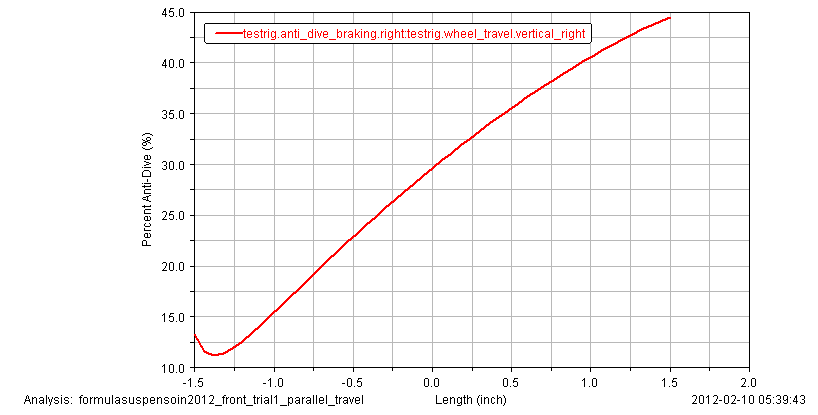 45.0
testrig.anti_dive_braking.right:testrig.wheel_travel.vertical_right
40.0
35.0
30.0
25.0
20.0
15.0
10.0
Percent Anti-Dive (%)
-1.5 -1.0 -0.5 0.0 0.5 1.0 1.5 2.0
Analysis: formulasuspensoin2012_front_trial1_parallel_travel Length (inch) 2012-02-10 05:39:43